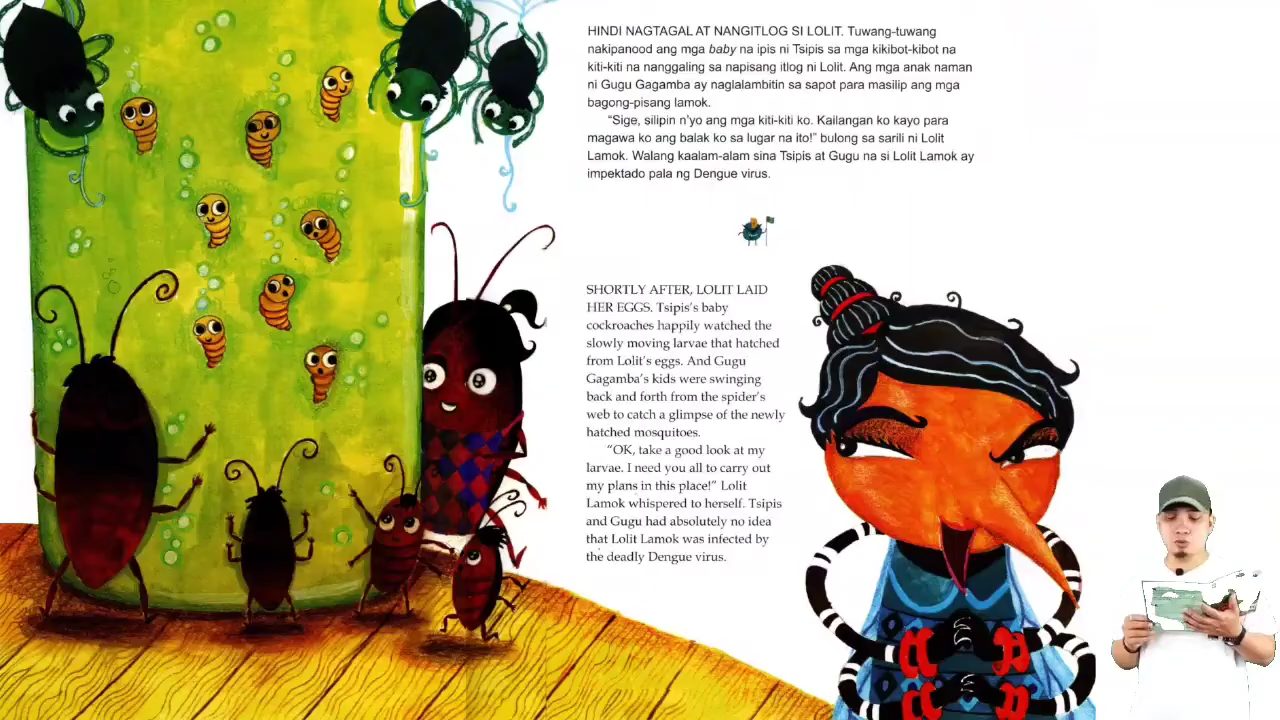 HINDI NAGTAGAL AT NANGITLOG SI LOLIT. Tuwang-tuwang
nakipanood ang mga baby na ipis ni Tsipis sa mga kikibot-kibot na
kiti-kiti na nanggaling sa napisang itlog ni Lolit. Ang mga anak naman
ni Gugu Gagamba ay naglalambitin sa sapot para masilip ang mga
bagong-pisang lamok.
“Sige, silipin n’yo ang mga kiti-kiti ko. Kailangan ko kayo para
magawa ko ang balak ko sa lugar na ito!” bulong sa sarili ni Lolit
Lamok. Walang kaalam-alam sina Tsipis at Gugu na si Lolit Lamok ay
impektado pala ng Dengue virus.
SHORTLY AFTER, LOLIT LAID
HER EGGS. Tsipis’s baby
cockroaches happily watched the
slowly moving larvae that hatched
from Lolit’s eggs. And Gugu
Gagamba’s kids were swinging
back and forth from the spider’s
web to catch a glimpse of the newly
hatched mosquitoes.
“OK, take a good look at my
larvae. I need you all to carry out
my plans in this place!” Lolit
Lamok whispered to herself. Tsipis
and Gugu had absolutely no idea
that Lolit Lamok was infected by
the deadly Dengue virus.